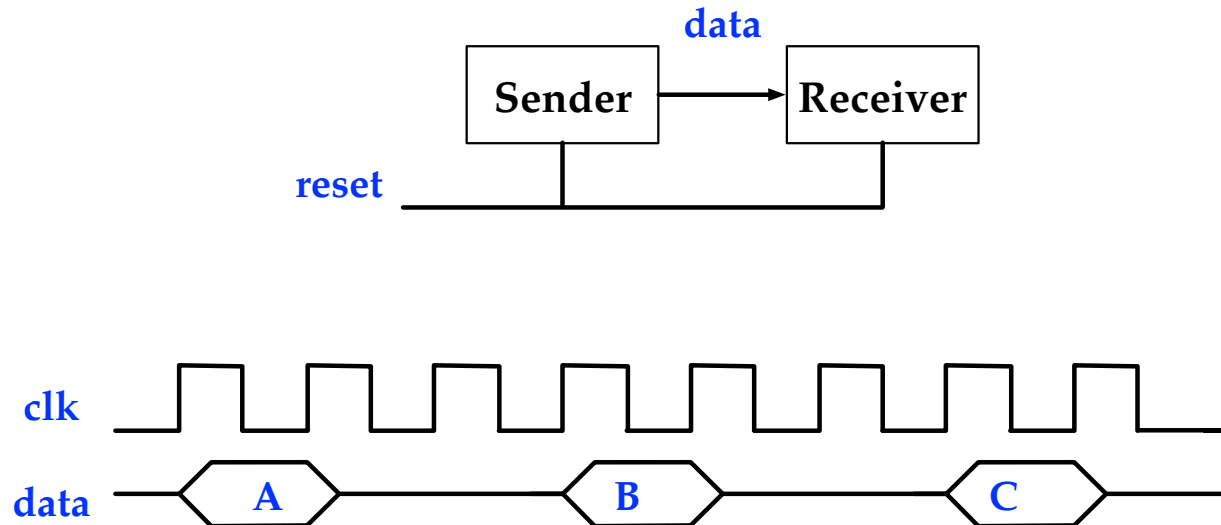 data
Sender
Receiver
reset
clk
data
A
B
C